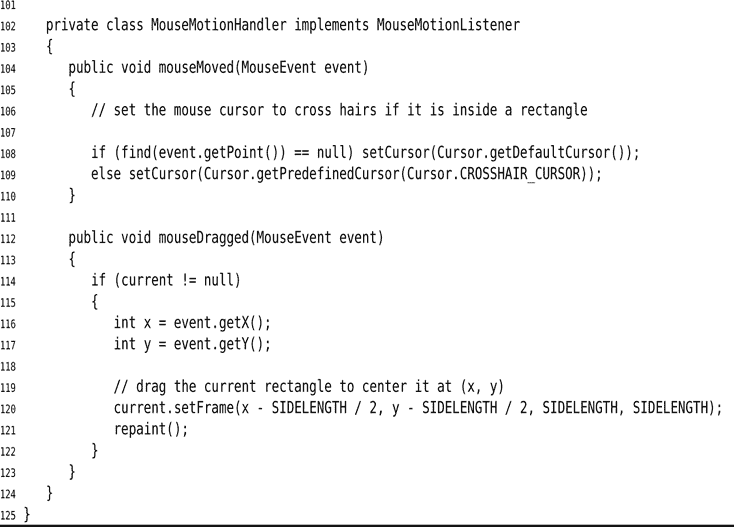 101
102    private class MouseMotionHandler implements MouseMotionListener
103    {
104       public void mouseMoved(MouseEvent event)
105       {
106          // set the mouse cursor to cross hairs if it is inside a rectangle
107
108          if (find(event.getPoint()) == null) setCursor(Cursor.getDefaultCursor());
109          else setCursor(Cursor.getPredefinedCursor(Cursor.CROSSHAIR_CURSOR));
110       }
111
112       public void mouseDragged(MouseEvent event)
113       {
114          if (current != null)
115          {
116             int x = event.getX();
117             int y = event.getY();
118
119             // drag the current rectangle to center it at (x, y)
120             current.setFrame(x - SIDELENGTH / 2, y - SIDELENGTH / 2, SIDELENGTH, SIDELENGTH);
121             repaint();
122          }
123       }
124    }
125 }